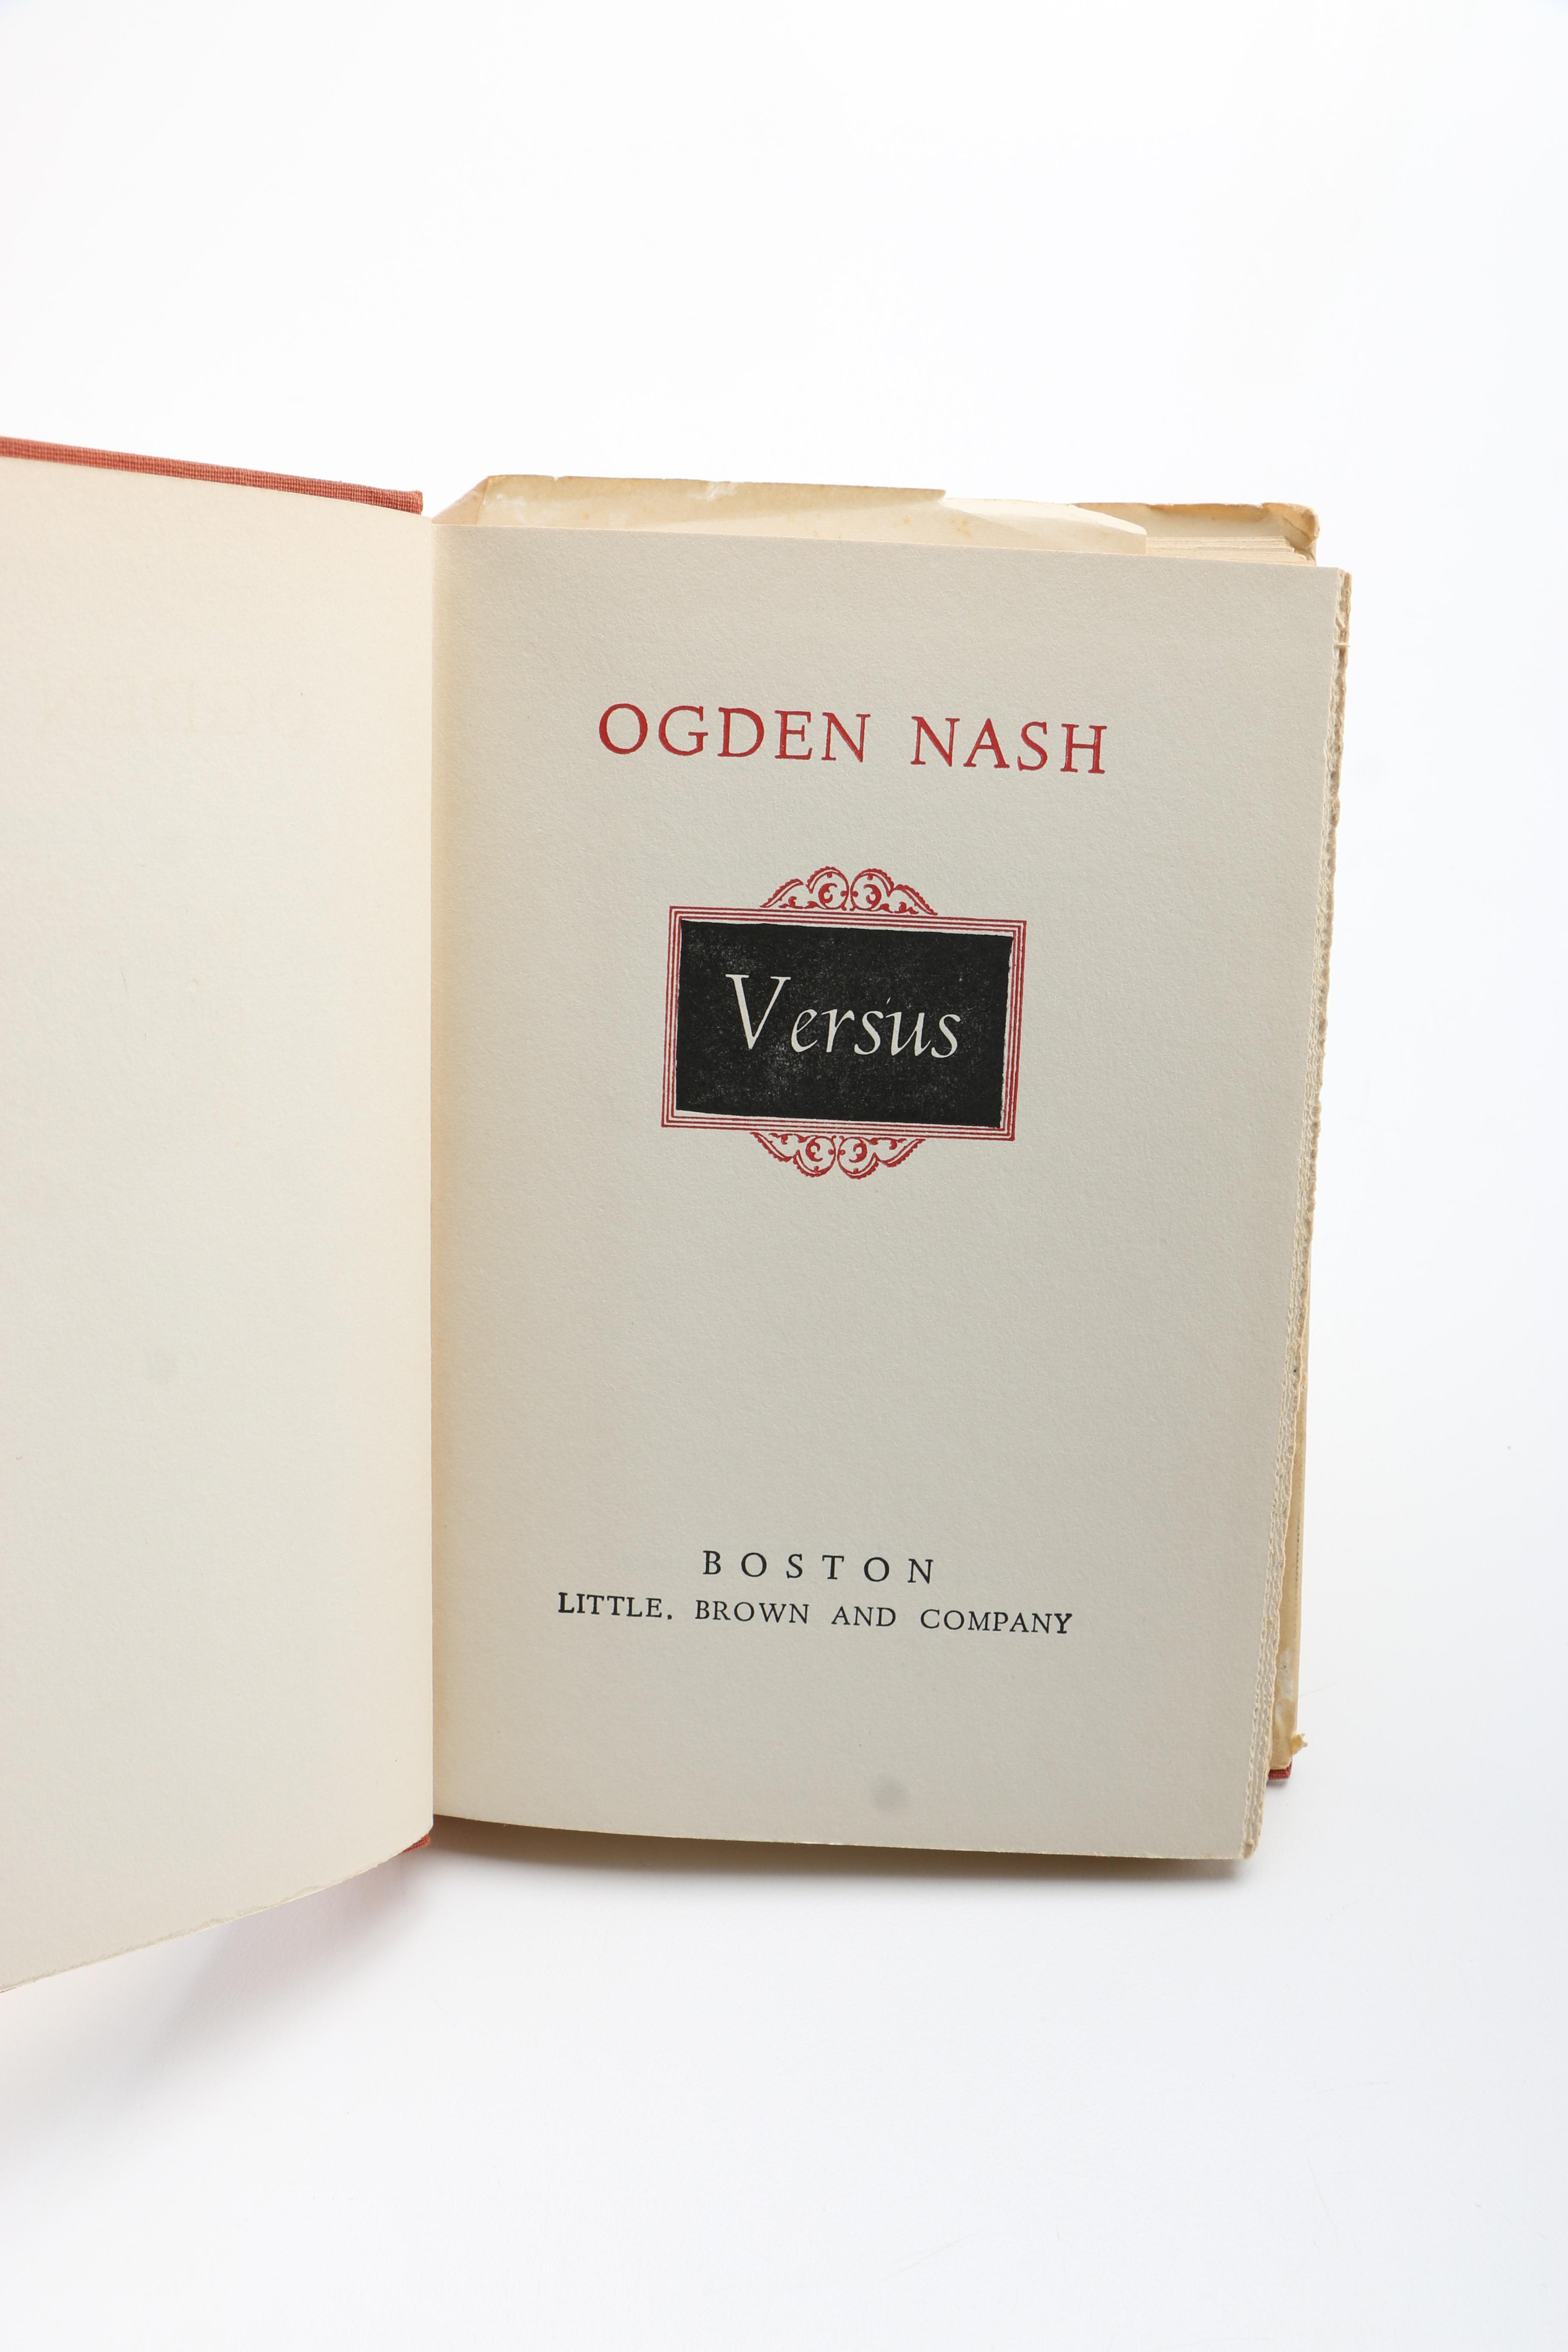 OGDEN NASH
Versus
BOSTON
LITTLE, BROWN AND COMPANY